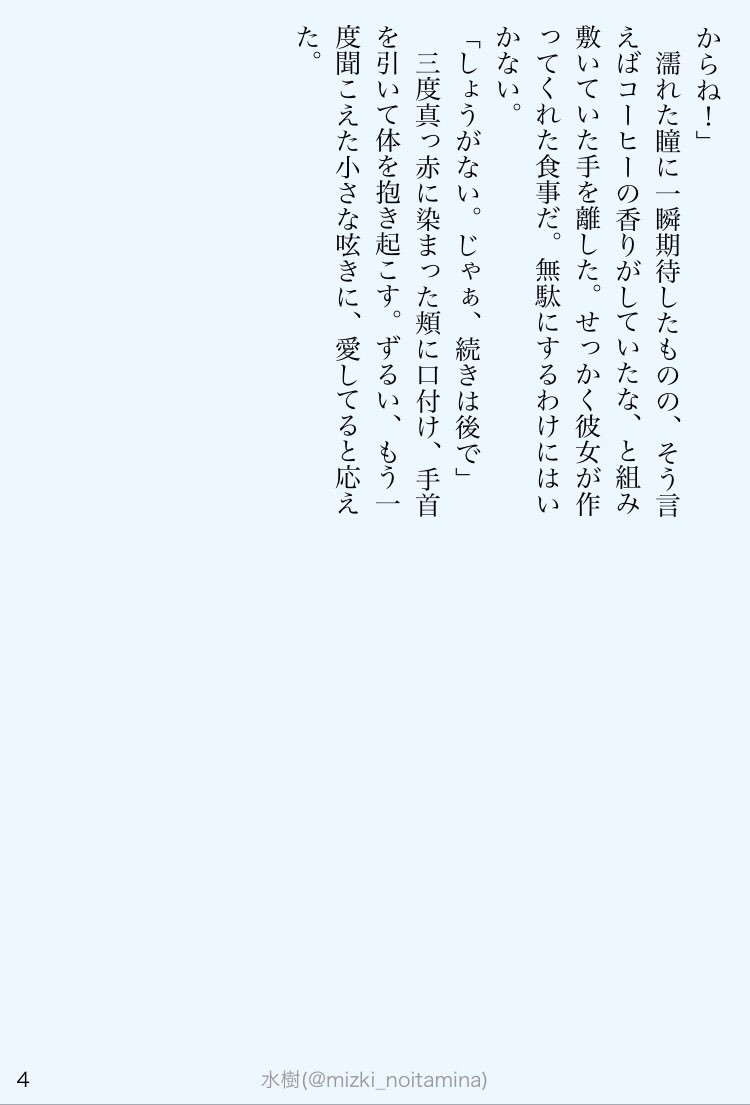 からね！」
　濡れた瞳に一瞬期待したものの、そう言
えばコーヒーの香りがしていたな、と組み
敷いていた手を離した。せっかく彼女が作
ってくれた食事だ。無駄にするわけにはい
かない。
「しょうがない。じゃぁ、続きは後で」
　三度真っ赤に染まった頬に口付け、手首
を引いて体を抱き起こす。ずるい、もう一
度聞こえた小さな呟きに、愛してると応え
た。
4
水樹(@mizki_noitamina)